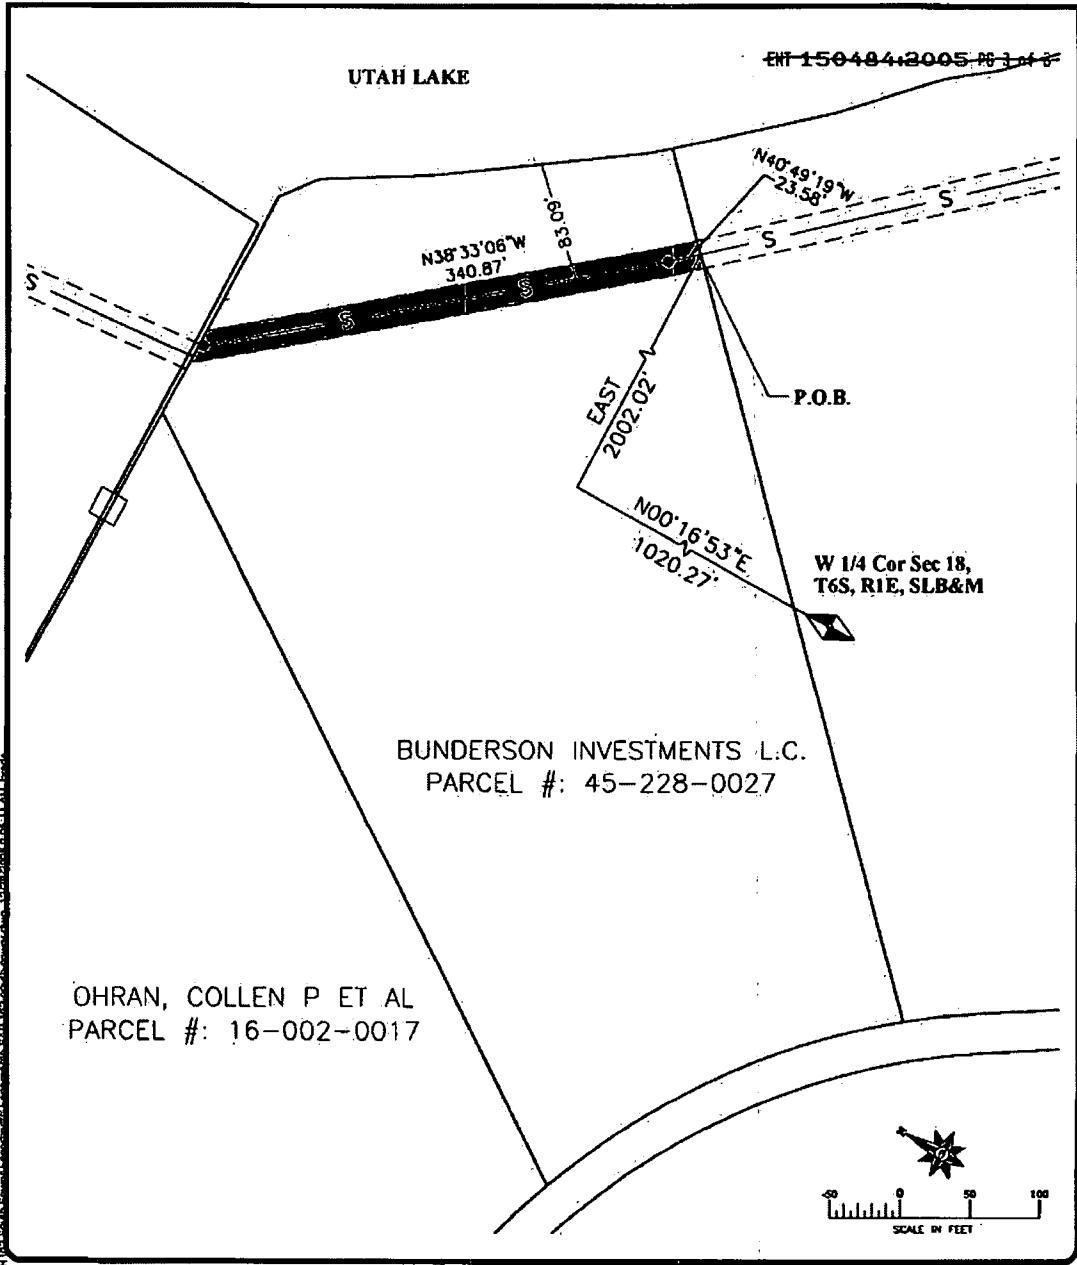 UTAH LAKE
ENT 150484:2005 PG 3 of 3
N40°49'19"W
23.58'
S
S
83.09'
N38°33'06"W
340.87'
S
S
S
EAST
2002.02'
P.O.B.
N00°16'53"E
1020.27'
W 1/4 Cor Sec 18,
T6S, R1E, SLB&M
BUNDERSON INVESTMENTS L.C.
PARCEL #: 45-228-0027
OHRAN, COLLEN P ET AL
PARCEL #: 16-002-0017
N
-50 0 50 100
SCALE IN FEET